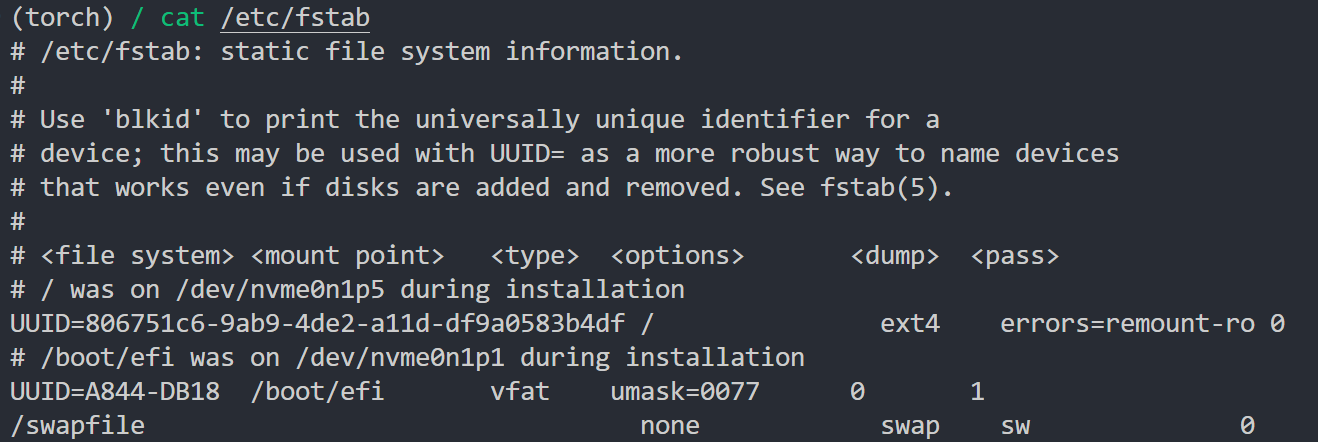 (torch) / cat /etc/fstab
# /etc/fstab: static file system information.
#
# Use 'blkid' to print the universally unique identifier for a
# device; this may be used with UUID= as a more robust way to name devices
# that works even if disks are added and removed. See fstab(5).
#
# <file system> <mount point>   <type>  <options>       <dump>  <pass>
# / was on /dev/nvme0n1p5 during installation
UUID=806751c6-9ab9-4de2-a11d-df9a0583b4df /               ext4    errors=remount-ro 0
# /boot/efi was on /dev/nvme0n1p1 during installation
UUID=A844-DB18  /boot/efi       vfat    umask=0077      0       1
/swapfile                                 none            swap    sw              0